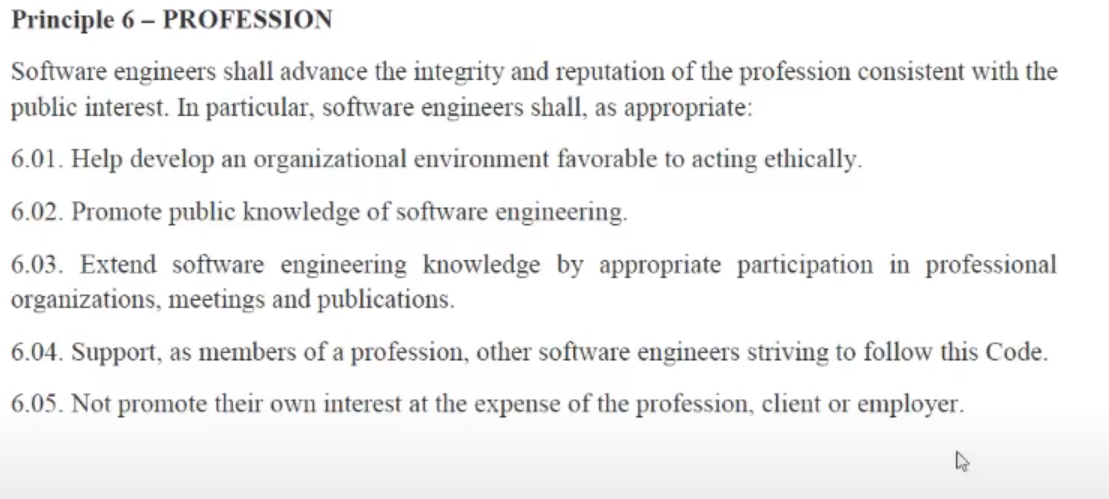 Principle 6 – PROFESSION
Software engineers shall advance the integrity and reputation of the profession consistent with the
public interest. In particular, software engineers shall, as appropriate:
6.01. Help develop an organizational environment favorable to acting ethically.
6.02. Promote public knowledge of software engineering.
6.03. Extend software engineering knowledge by appropriate participation in professional
organizations, meetings and publications.
6.04. Support, as members of a profession, other software engineers striving to follow this Code.
6.05. Not promote their own interest at the expense of the profession, client or employer.